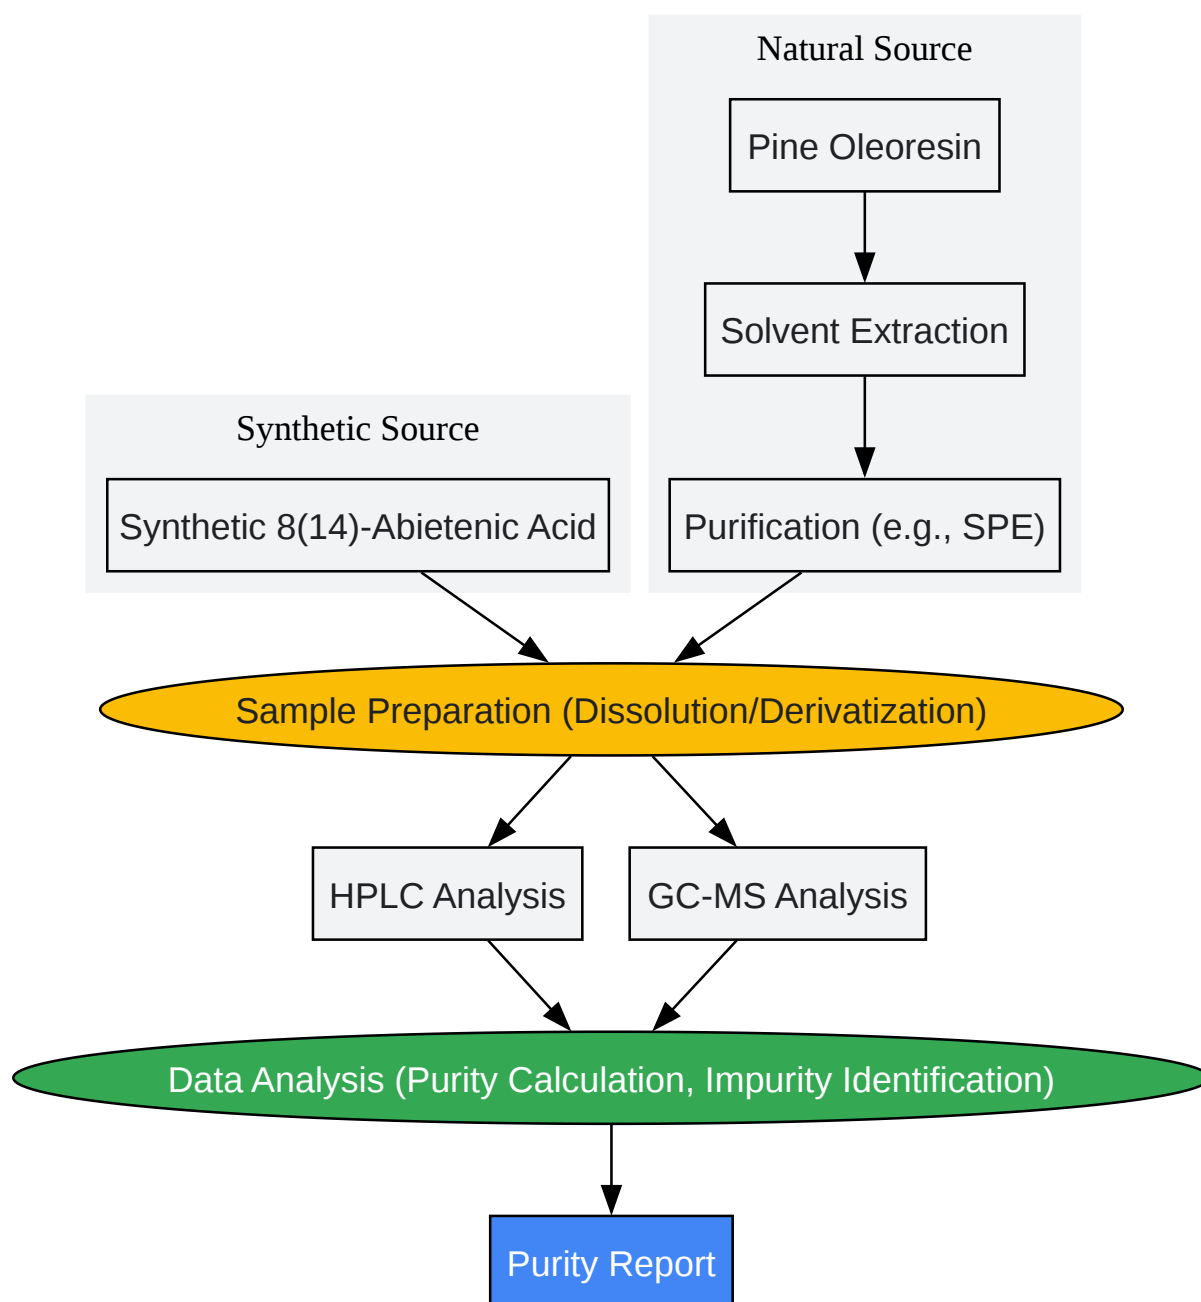 Natural Source
Pine Oleoresin
Solvent Extraction
Synthetic Source
Synthetic 8(14)-Abietenic Acid
Purification (e.g., SPE)
Sample Preparation (Dissolution/Derivatization)
HPLC Analysis
GC-MS Analysis
Data Analysis (Purity Calculation, Impurity Identification)
Purity Report